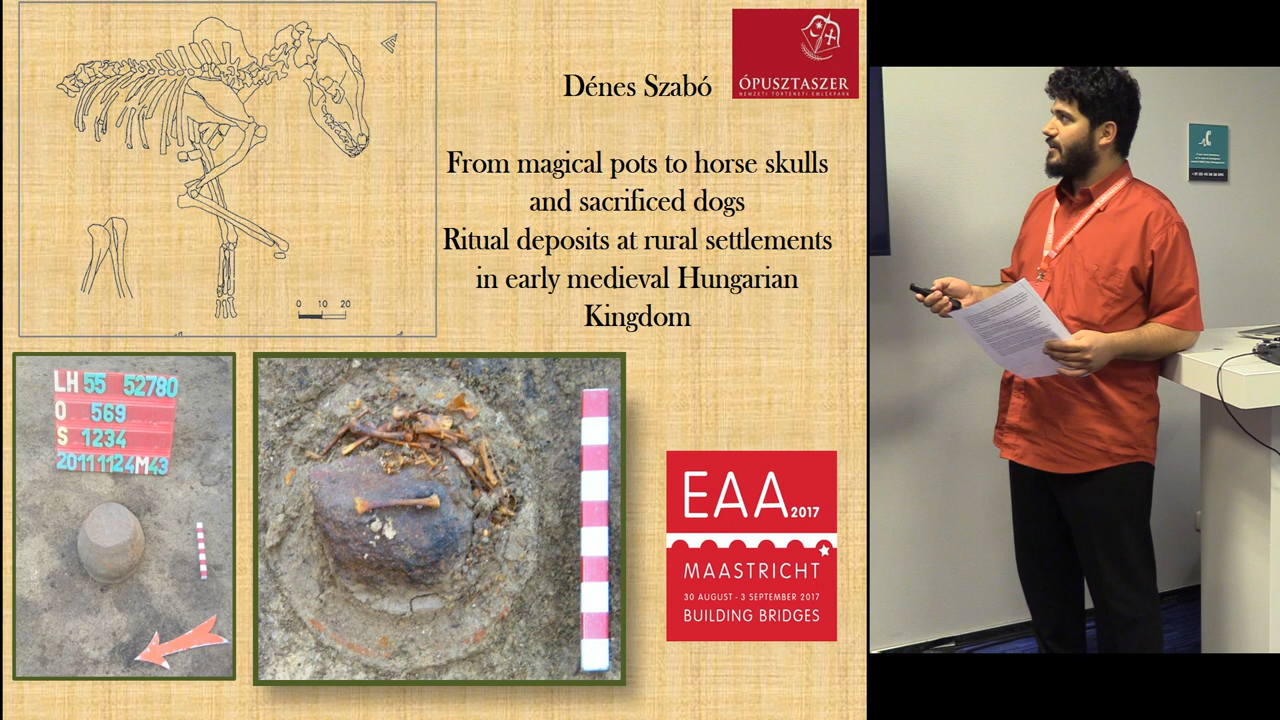 Dénes Szabó
ÓPUSZTASZER
NEMZETI TÖRTÉNETI EMLÉKPARK
From magical pots to horse skulls
and sacrificed dogs
Ritual deposits at rural settlements
in early medieval Hungarian
Kingdom
0 10 20
LH 55 52780
O 569
S 1234
20111124M43
EAA 2017
MAASTRICHT
30 AUGUST - 3 SEPTEMBER 2017
BUILDING BRIDGES